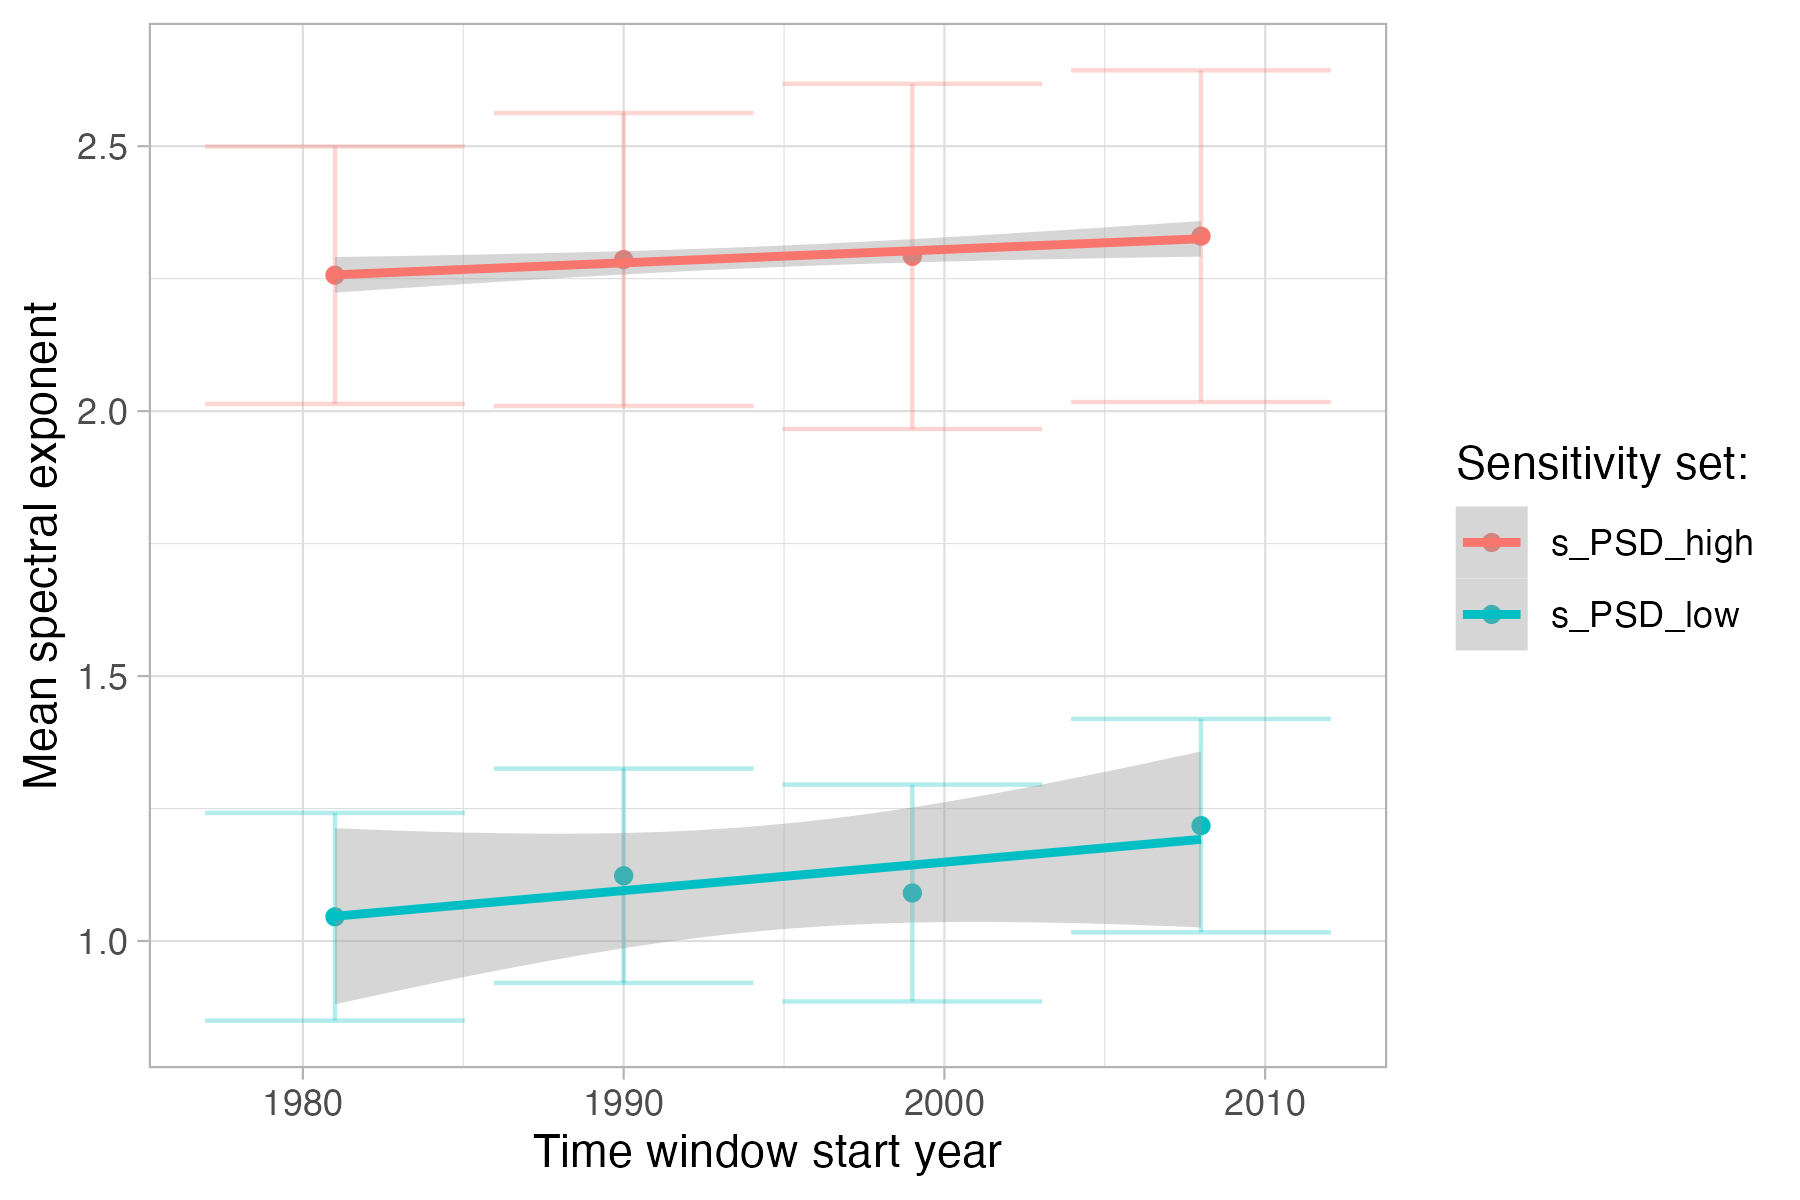 Mean spectral exponent
2.5
2.0
1.5
1.0
1980
1990
2000
2010
Time window start year
Sensitivity set:
s_PSD_high
s_PSD_low